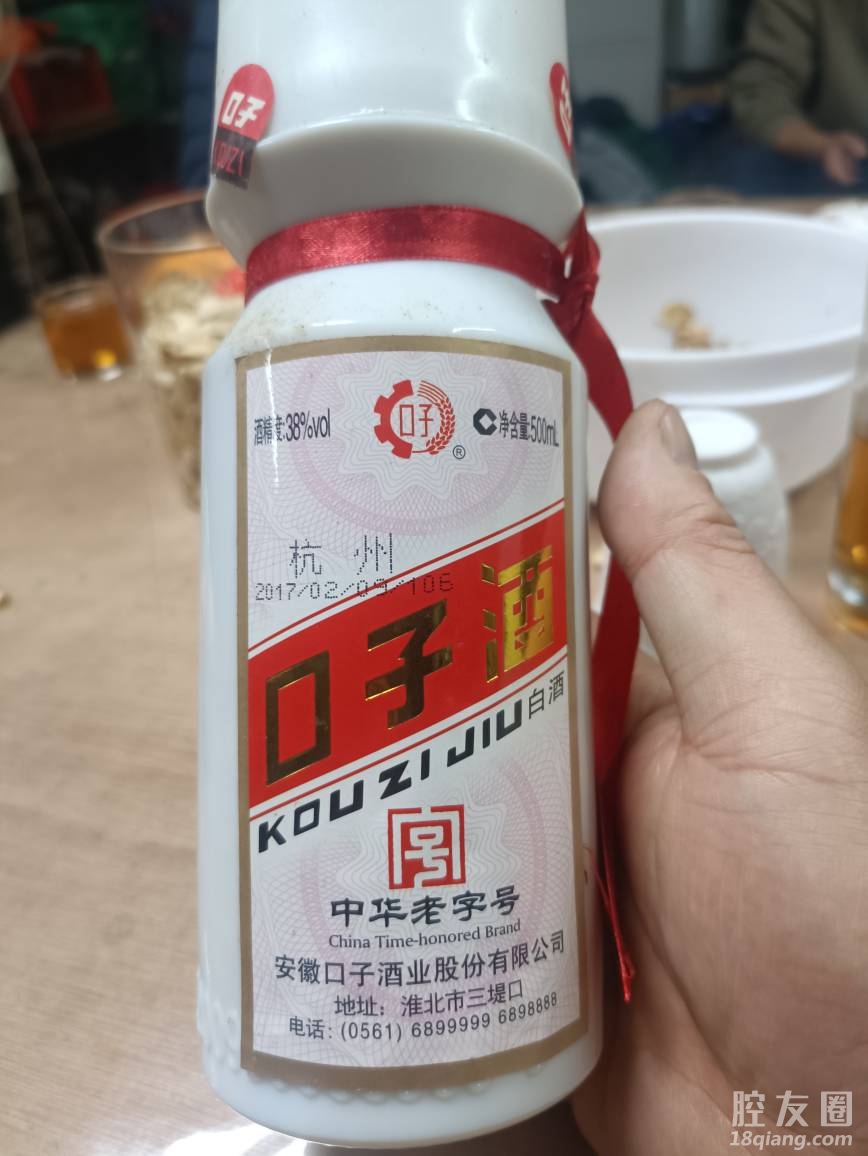 口子
酒精度:38%vol
口子
®
C净含量:500mL
杭州
2017/02/09/106
口子酒
KOU ZI JIU 白酒
中华老字号
China Time-honored Brand
安徽口子酒业股份有限公司
地址：淮北市三堤口
电话：(0561) 6899999 6898888
腔友圈
18qiang.com